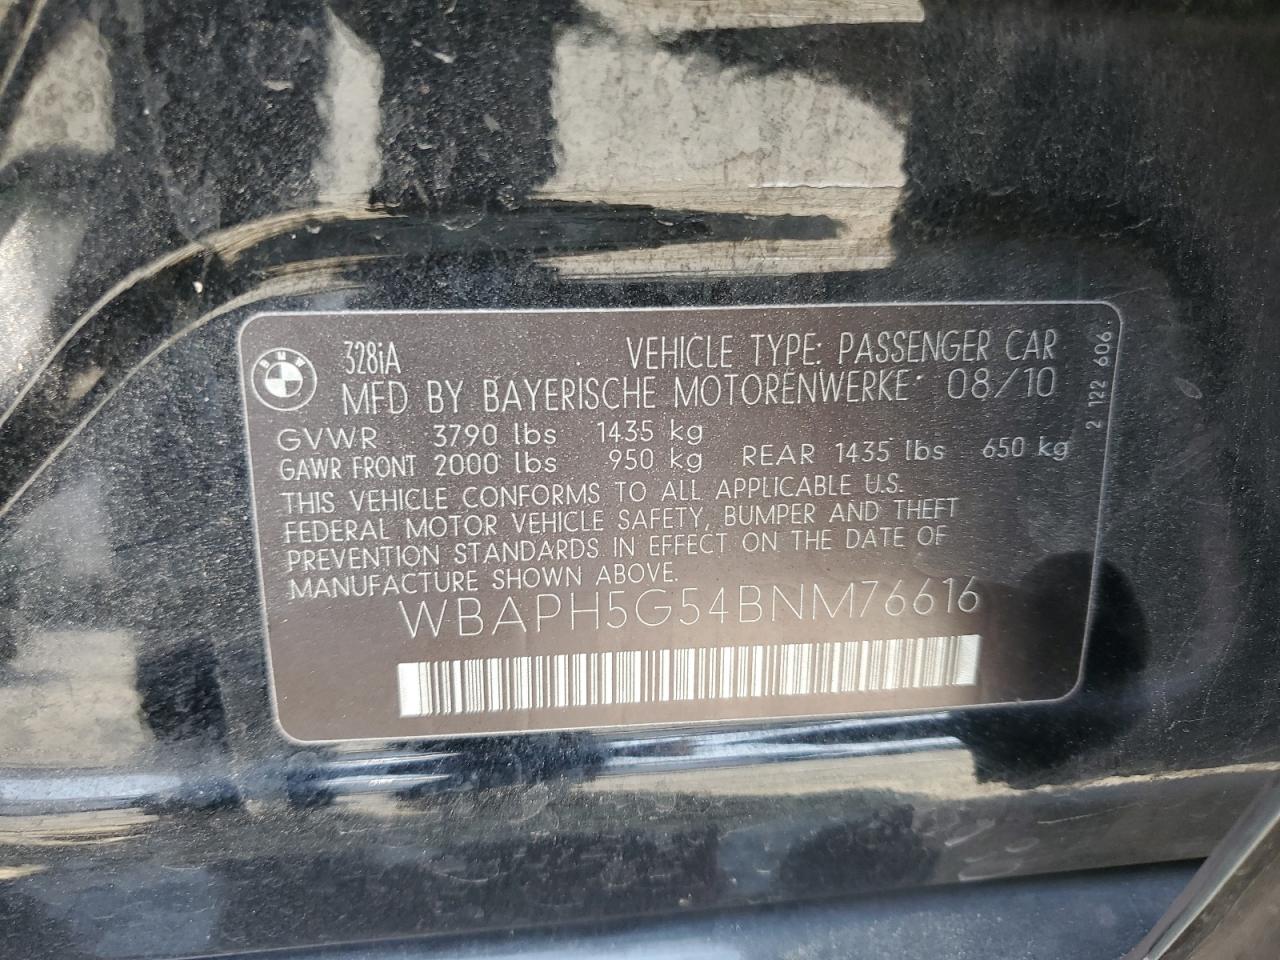 BMW
328iA VEHICLE TYPE: PASSENGER CAR
MFD BY BAYERISCHE MOTORENWERKE 08/10
GVWR 3790 lbs 1435 kg
GAWR FRONT 2000 lbs 950 kg REAR 1435 lbs 650 kg
THIS VEHICLE CONFORMS TO ALL APPLICABLE U.S.
FEDERAL MOTOR VEHICLE SAFETY, BUMPER AND THEFT
PREVENTION STANDARDS IN EFFECT ON THE DATE OF
MANUFACTURE SHOWN ABOVE.
WBAPH5G54BNM76616
2 122 606.